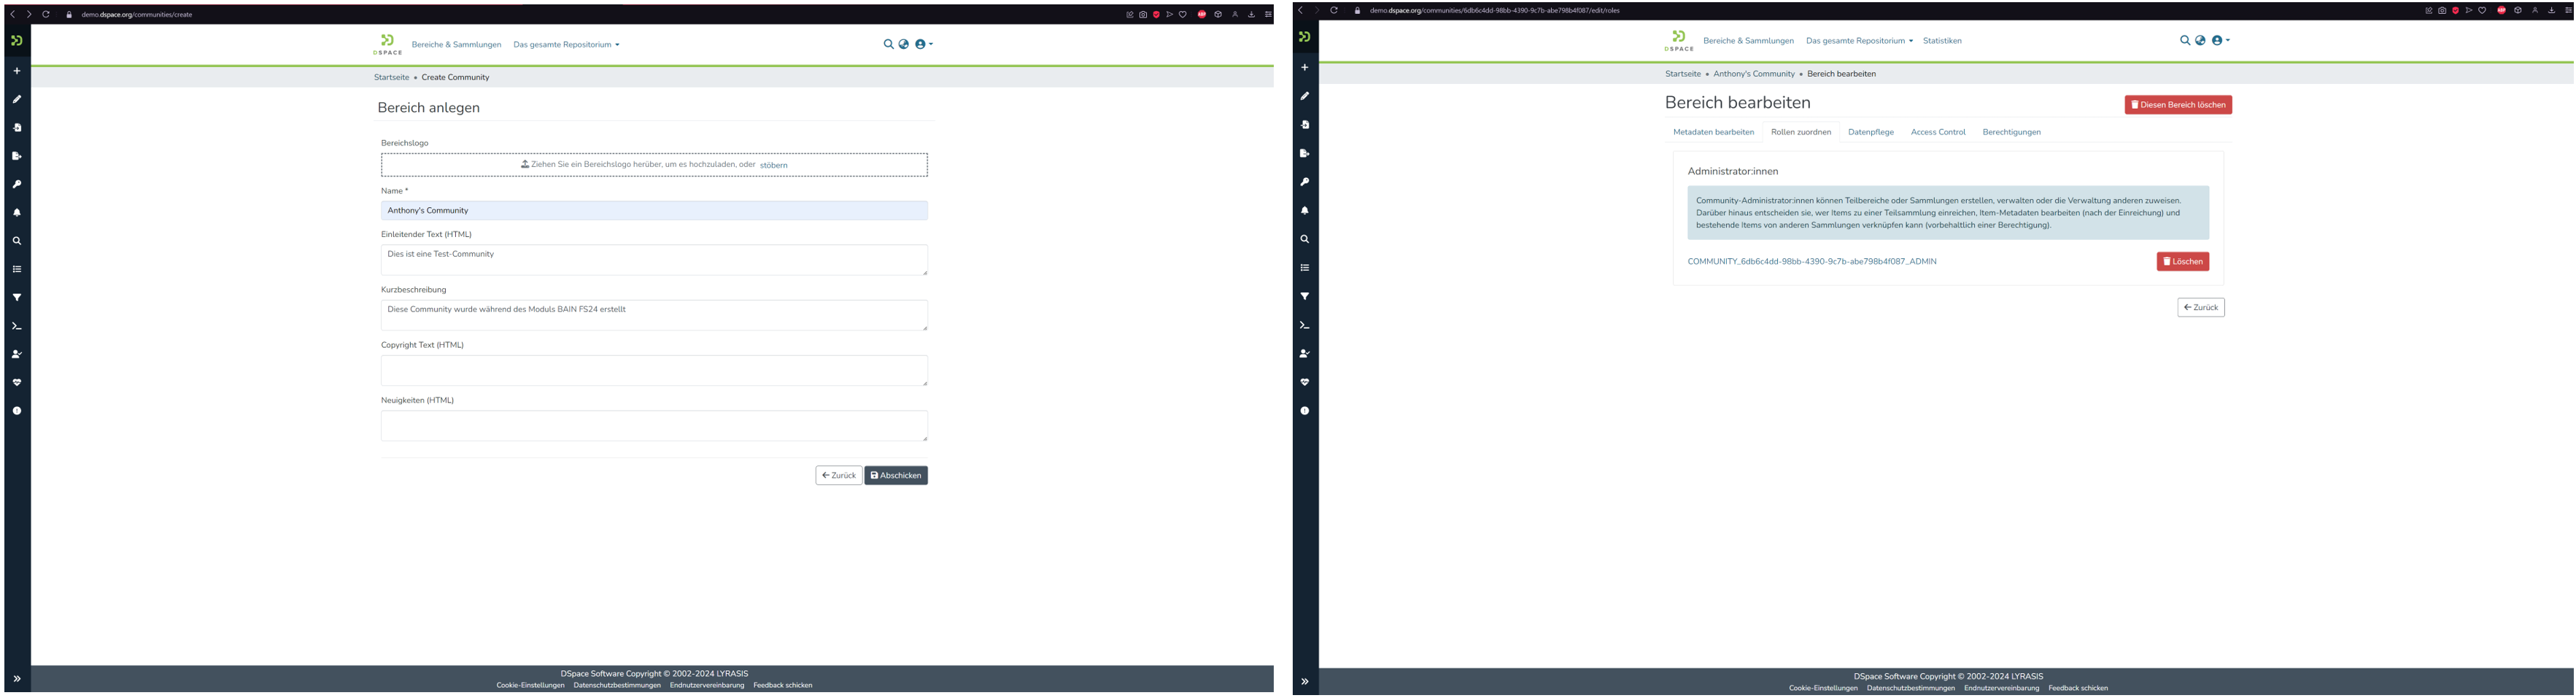 demo.dspace.org/communities/create
DSPACE
Bereiche & Sammlungen
Das gesamte Repositorium
Startseite • Create Community
Bereich anlegen
Bereichslogo
Ziehen Sie ein Bereichslogo herüber, um es hochzuladen, oder stöbern
Name *
Anthony's Community
Einleitender Text (HTML)
Dies ist eine Test-Community
Kurzbeschreibung
Diese Community wurde während des Moduls BAIN FS24 erstellt
Copyright Text (HTML)
Neuigkeiten (HTML)
Zurück
Abschicken
DSpace Software Copyright © 2002-2024 LYRASIS
Cookie-Einstellungen Datenschutzbestimmungen Endnutzervereinbarung Feedback schicken
demo.dspace.org/communities/6db6c4dd-98bb-4390-9c7b-abe798b4f087/edit/roles
DSPACE
Bereiche & Sammlungen
Das gesamte Repositorium
Statistiken
Startseite • Anthony's Community • Bereich bearbeiten
Bereich bearbeiten
Diesen Bereich löschen
Metadaten bearbeiten
Rollen zuordnen
Datenpflege
Access Control
Berechtigungen
Administrator:innen
Community-Administrator:innen können Teilbereiche oder Sammlungen erstellen, verwalten oder die Verwaltung anderen zuweisen.
Darüber hinaus entscheiden sie, wer Items zu einer Teilsammlung einreichen, Item-Metadaten bearbeiten (nach der Einreichung) und
bestehende Items von anderen Sammlungen verknüpfen kann (vorbehaltlich einer Berechtigung).
COMMUNITY_6db6c4dd-98bb-4390-9c7b-abe798b4f087_ADMIN
Löschen
Zurück
DSpace Software Copyright © 2002-2024 LYRASIS
Cookie-Einstellungen Datenschutzbestimmungen Endnutzervereinbarung Feedback schicken